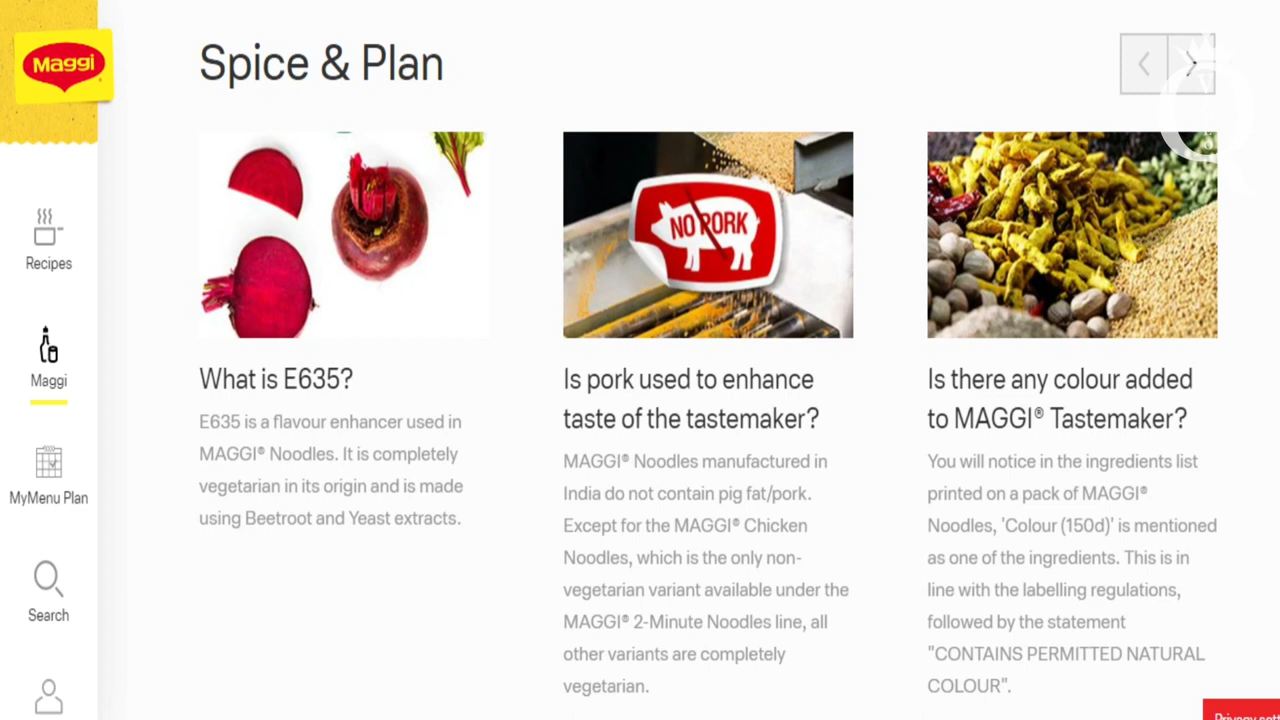 Maggi
Spice & Plan
Recipes
Maggi
MyMenu Plan
Search
NO PORK
What is E635?
E635 is a flavour enhancer used in
MAGGI® Noodles. It is completely
vegetarian in its origin and is made
using Beetroot and Yeast extracts.
Is pork used to enhance
taste of the tastemaker?
MAGGI® Noodles manufactured in
India do not contain pig fat/pork.
Except for the MAGGI® Chicken
Noodles, which is the only non-
vegetarian variant available under the
MAGGI® 2-Minute Noodles line, all
other variants are completely
vegetarian.
Is there any colour added
to MAGGI® Tastemaker?
You will notice in the ingredients list
printed on a pack of MAGGI®
Noodles, 'Colour (150d)' is mentioned
as one of the ingredients. This is in
line with the labelling regulations,
followed by the statement
"CONTAINS PERMITTED NATURAL
COLOUR".
Privacy